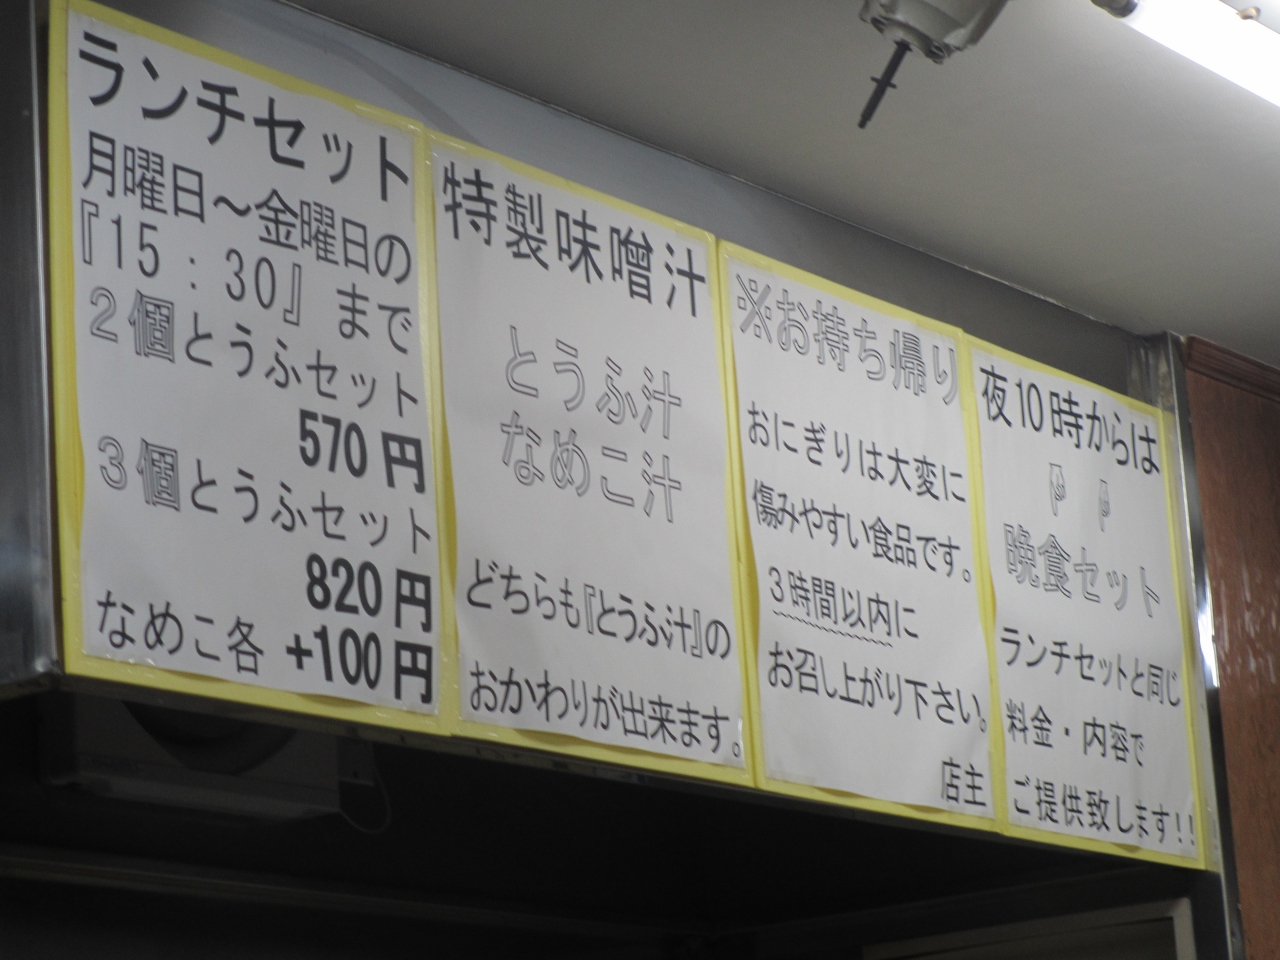 ランチセット
月曜日～金曜日の
『15：30』まで
２個とうふセット
570円
３個とうふセット
820円
なめこ各 +100円
特製味噌汁
とうふ汁
なめこ汁
どちらも『とうふ汁』の
おかわりが出来ます。
※お持ち帰り
おにぎりは大変に
傷みやすい食品です。
３時間以内に
お召し上がり下さい。
店主
夜10時からは
晩食セット
ランチセットと同じ
料金・内容で
ご提供致します!!